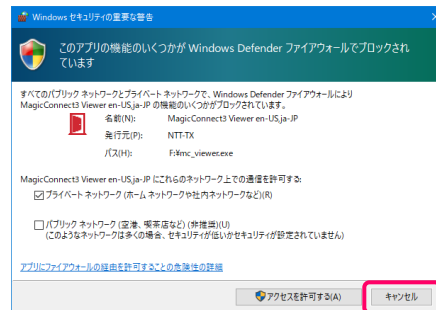 Windows セキュリティの重要な警告
このアプリの機能のいくつかが Windows Defender ファイアウォールでブロックされ
ています
すべてのパブリック ネットワークとプライベート ネットワークで、Windows Defender ファイアウォールにより
MagicConnect3 Viewer en-US,ja-JP の機能のいくつかがブロックされています。
名前(N): MagicConnect3 Viewer en-US,ja-JP
発行元(P): NTT-TX
パス(H): F:¥mc_viewer.exe
MagicConnect3 Viewer en-US,ja-JP にこれらのネットワーク上での通信を許可する:
プライベート ネットワーク (ホーム ネットワークや社内ネットワークなど)(R)
パブリック ネットワーク (空港、喫茶店など) (非推奨)(U)
(このようなネットワークは多くの場合、セキュリティが低いかセキュリティが設定されていません)
アプリにファイアウォールの経由を許可することの危険性の詳細
アクセスを許可する(A) キャンセル